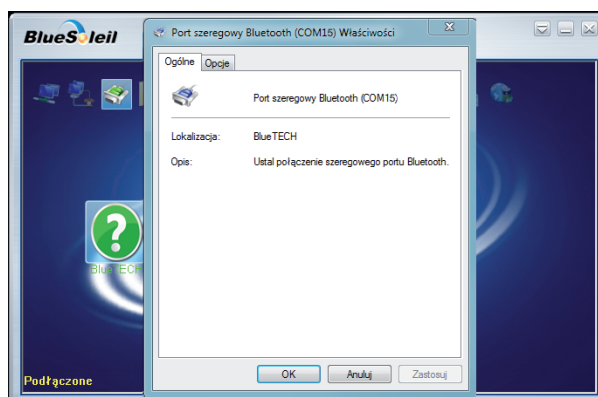 BlueSoleil
Port szeregowy Bluetooth (COM15) Właściwości
Ogólne
Opcje
Port szeregowy Bluetooth (COM15)
Lokalizacja: BlueTECH
Opis: Ustal połączenie szeregowego portu Bluetooth.
BlueTECH
Podłączone
OK
Anuluj
Zastosuj